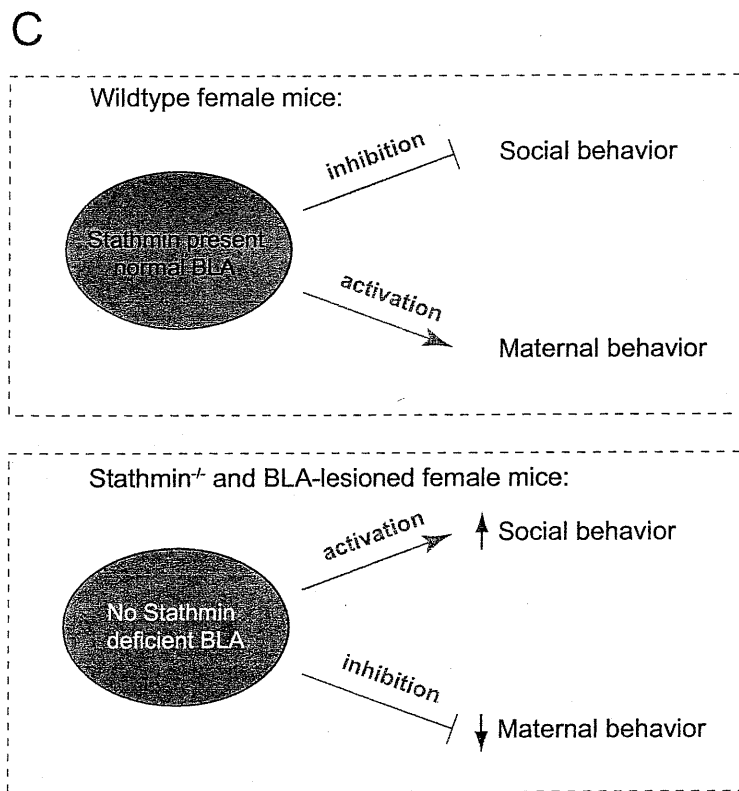 C
Wildtype female mice:
inhibition
Social behavior
Stathmin present
normal BLA
activation
Maternal behavior
Stathmin-/- and BLA-lesioned female mice:
activation
Social behavior
No Stathmin
deficient BLA
inhibition
Maternal behavior